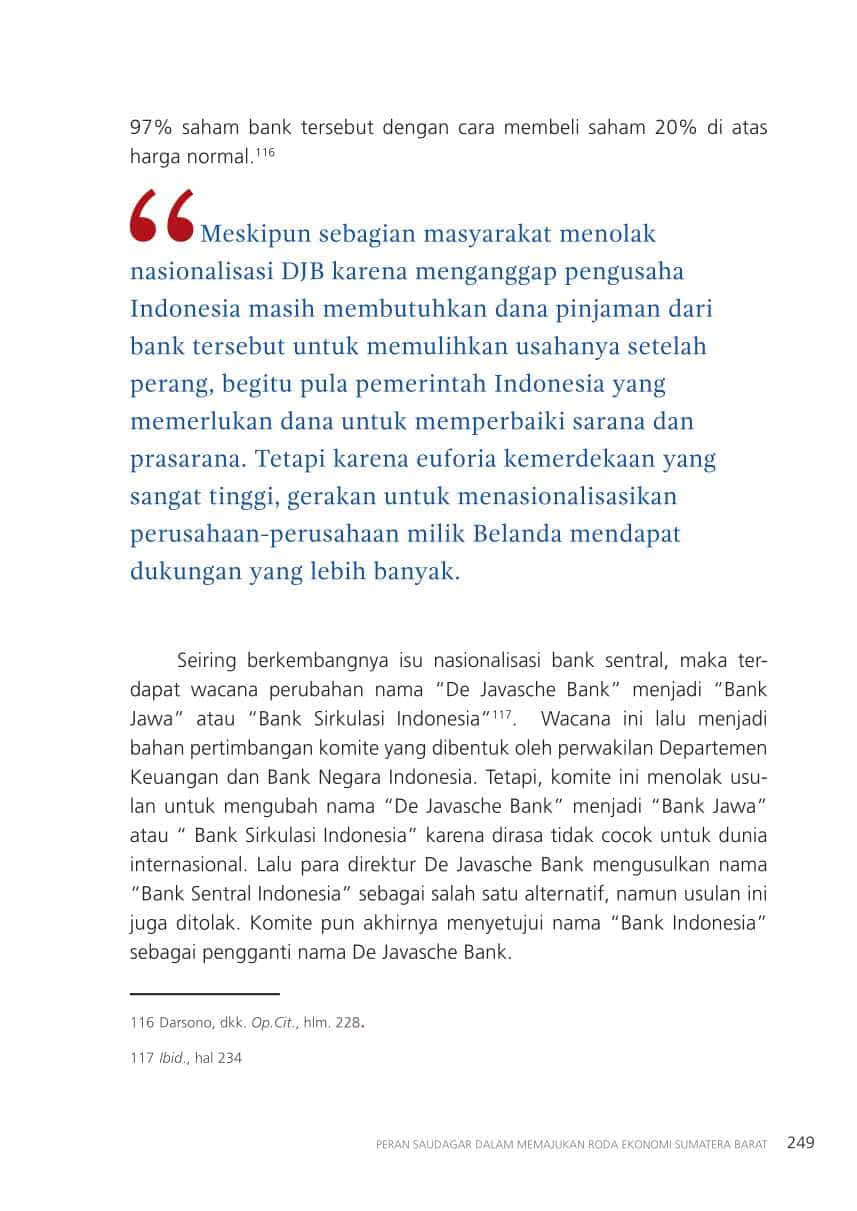 97% saham bank tersebut dengan cara membeli saham 20% di atas
harga normal.116
“Meskipun sebagian masyarakat menolak
nasionalisasi DJB karena menganggap pengusaha
Indonesia masih membutuhkan dana pinjaman dari
bank tersebut untuk memulihkan usahanya setelah
perang, begitu pula pemerintah Indonesia yang
memerlukan dana untuk memperbaiki sarana dan
prasarana. Tetapi karena euforia kemerdekaan yang
sangat tinggi, gerakan untuk menasionalisasikan
perusahaan-perusahaan milik Belanda mendapat
dukungan yang lebih banyak.
Seiring berkembangnya isu nasionalisasi bank sentral, maka ter-
dapat wacana perubahan nama “De Javasche Bank” menjadi “Bank
Jawa” atau “Bank Sirkulasi Indonesia”117. Wacana ini lalu menjadi
bahan pertimbangan komite yang dibentuk oleh perwakilan Departemen
Keuangan dan Bank Negara Indonesia. Tetapi, komite ini menolak usu-
lan untuk mengubah nama “De Javasche Bank” menjadi “Bank Jawa”
atau “ Bank Sirkulasi Indonesia” karena dirasa tidak cocok untuk dunia
internasional. Lalu para direktur De Javasche Bank mengusulkan nama
“Bank Sentral Indonesia” sebagai salah satu alternatif, namun usulan ini
juga ditolak. Komite pun akhirnya menyetujui nama “Bank Indonesia”
sebagai pengganti nama De Javasche Bank.
116 Darsono, dkk. Op.Cit., hlm. 228.
117 Ibid., hal 234
PERAN SAUDAGAR DALAM MEMAJUKAN RODA EKONOMI SUMATERA BARAT 249